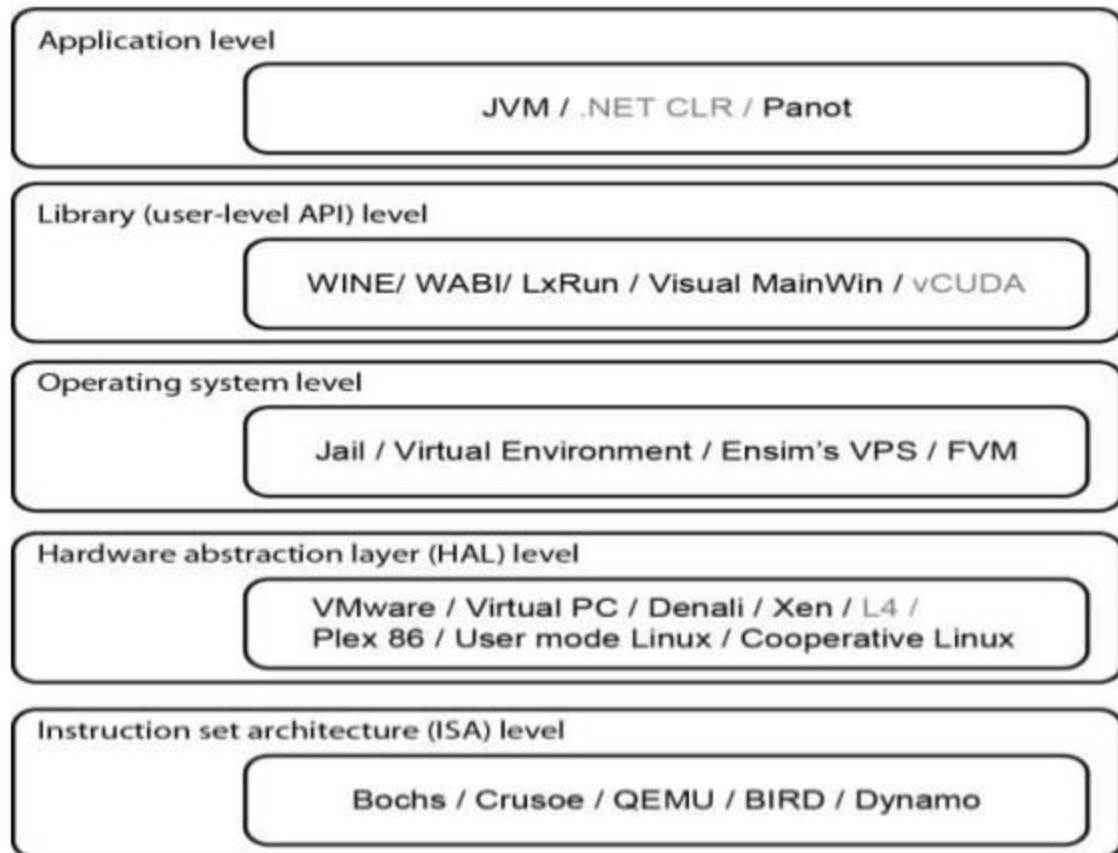 Application level
JVM / .NET CLR / Panot
Library (user-level API) level
WINE/ WABI/ LxRun / Visual MainWin / vCUDA
Operating system level
Jail / Virtual Environment / Ensim's VPS / FVM
Hardware abstraction layer (HAL) level
VMware / Virtual PC / Denali / Xen / L4 /
Plex 86 / User mode Linux / Cooperative Linux
Instruction set architecture (ISA) level
Bochs / Crusoe / QEMU / BIRD / Dynamo